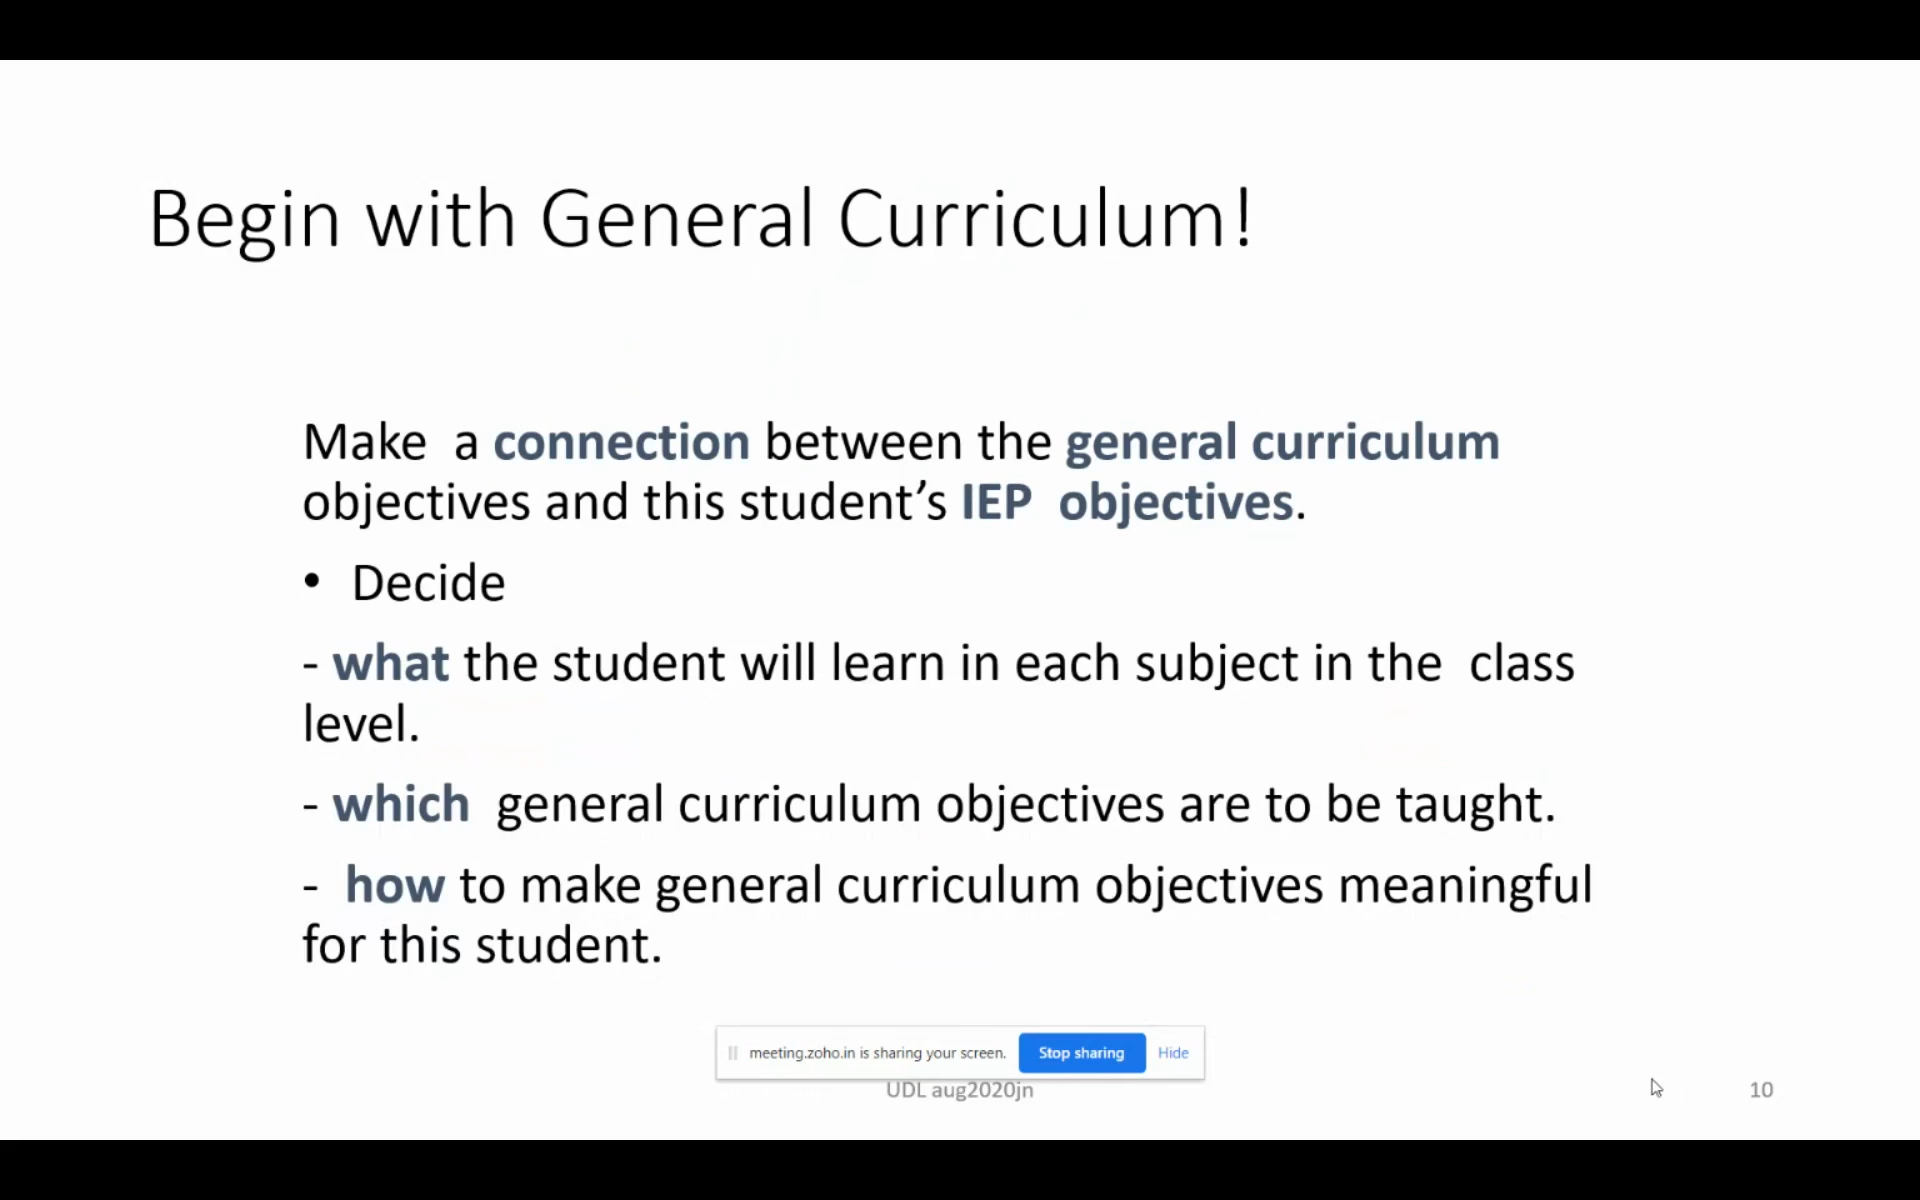 Begin with General Curriculum!
Make a connection between the general curriculum
objectives and this student’s IEP objectives.
• Decide
- what the student will learn in each subject in the class
level.
- which general curriculum objectives are to be taught.
- how to make general curriculum objectives meaningful
for this student.
meeting.zoho.in is sharing your screen. Stop sharing Hide
UDL aug2020jn 10